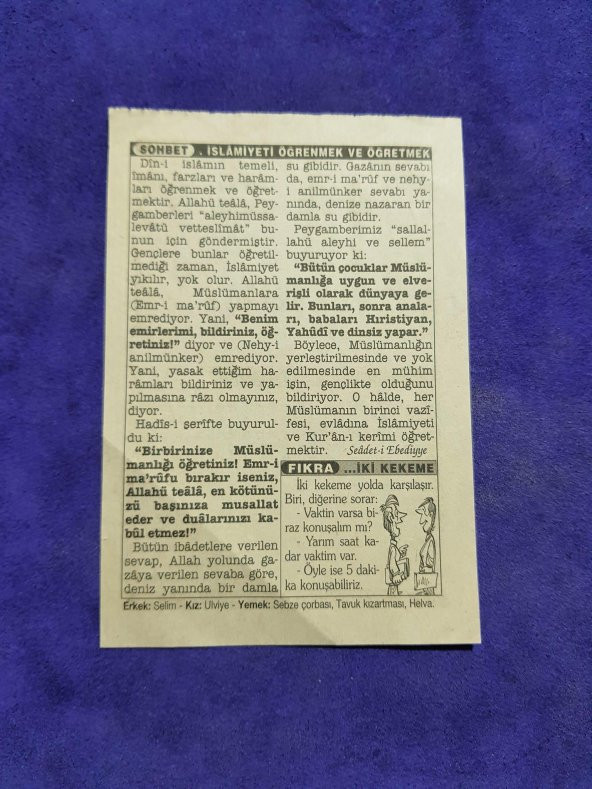 SOHBET . İSLÂMİYETİ ÖĞRENMEK VE ÖĞRETMEK
Dîn-i islâmın temeli,
îmânı, farzları ve harâm-
ları öğrenmek ve öğret-
mektir. Allahü teâlâ, Pey-
gamberleri "aleyhimüssa-
levâtü vetteslîmât" bu-
nun için göndermiştir.
Gençlere bunlar öğretil-
mediği zaman, İslâmiyet
yıkılır, yok olur. Allahü
teâlâ, Müslümanlara
(Emr-i ma'rûf) yapmayı
emrediyor. Yani, "Benim
emirlerimi, bildiriniz, öğ-
retiniz!" diyor ve (Nehy-i
anilmünker) emrediyor.
Yani, yasak ettiğim ha-
râmları bildiriniz ve ya-
pılmasına râzı olmayınız,
diyor.
Hadîs-i şerîfte buyurul-
du ki:
"Birbirinize Müslü-
manlığı öğretiniz! Emr-i
ma'rûfu bırakır iseniz,
Allahü teâlâ, en kötünü-
zü başınıza musallat
eder ve duâlarınızı ka-
bûl etmez!"
Bütün ibâdetlere verilen
sevap, Allah yolunda ga-
zâya verilen sevaba göre,
deniz yanında bir damla
su gibidir. Gazânın sevabı
da, emr-i ma'rûf ve nehy-
i anilmünker sevabı ya-
nında, denize nazaran bir
damla su gibidir.
Peygamberimiz "sallal-
lahü aleyhi ve sellem"
buyuruyor ki:
"Bütün çocuklar Müslü-
manlığa uygun ve elve-
rişli olarak dünyaya ge-
lir. Bunları, sonra anala-
rı, babaları Hıristiyan,
Yahûdî ve dinsiz yapar."
Böylece, Müslümanlığın
yerleştirilmesinde ve yok
edilmesinde en mühim
işin, gençlikte olduğunu
bildiriyor. O hâlde, her
Müslümanın birinci vazî-
fesi, evlâdına İslâmiyeti
ve Kur'ân-ı kerîmi öğret-
mektir. Seâdet-i Ebediyye
FIKRA ...İKİ KEKEME
İki kekeme yolda karşılaşır.
Biri, diğerine sorar:
- Vaktin varsa bi-
raz konuşalım mı?
- Yarım saat ka-
dar vaktim var.
- Öyle ise 5 daki-
ka konuşabiliriz.
Erkek: Selim - Kız: Ulviye - Yemek: Sebze çorbası, Tavuk kızartması, Helva.